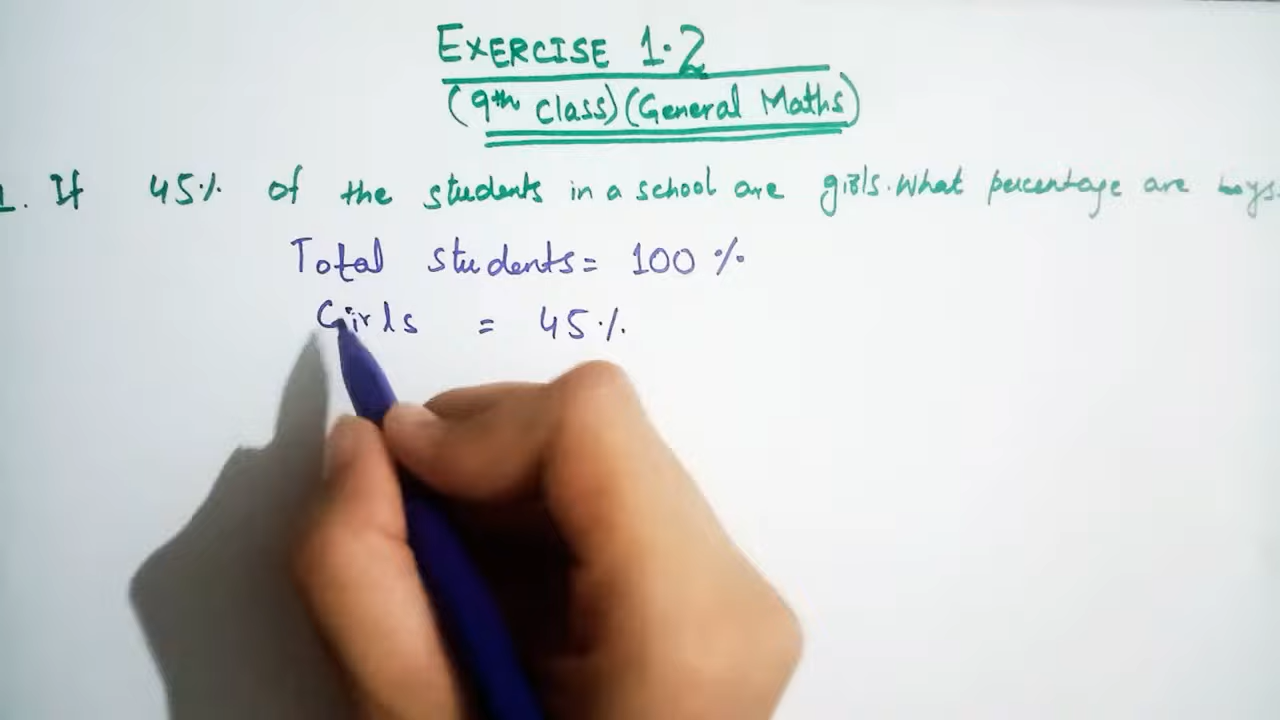 EXERCISE 1.2
(9th class) (General Maths)
1. If 45% of the students in a school are girls. What percentage are boys.
Total students = 100 %
Girls = 45%